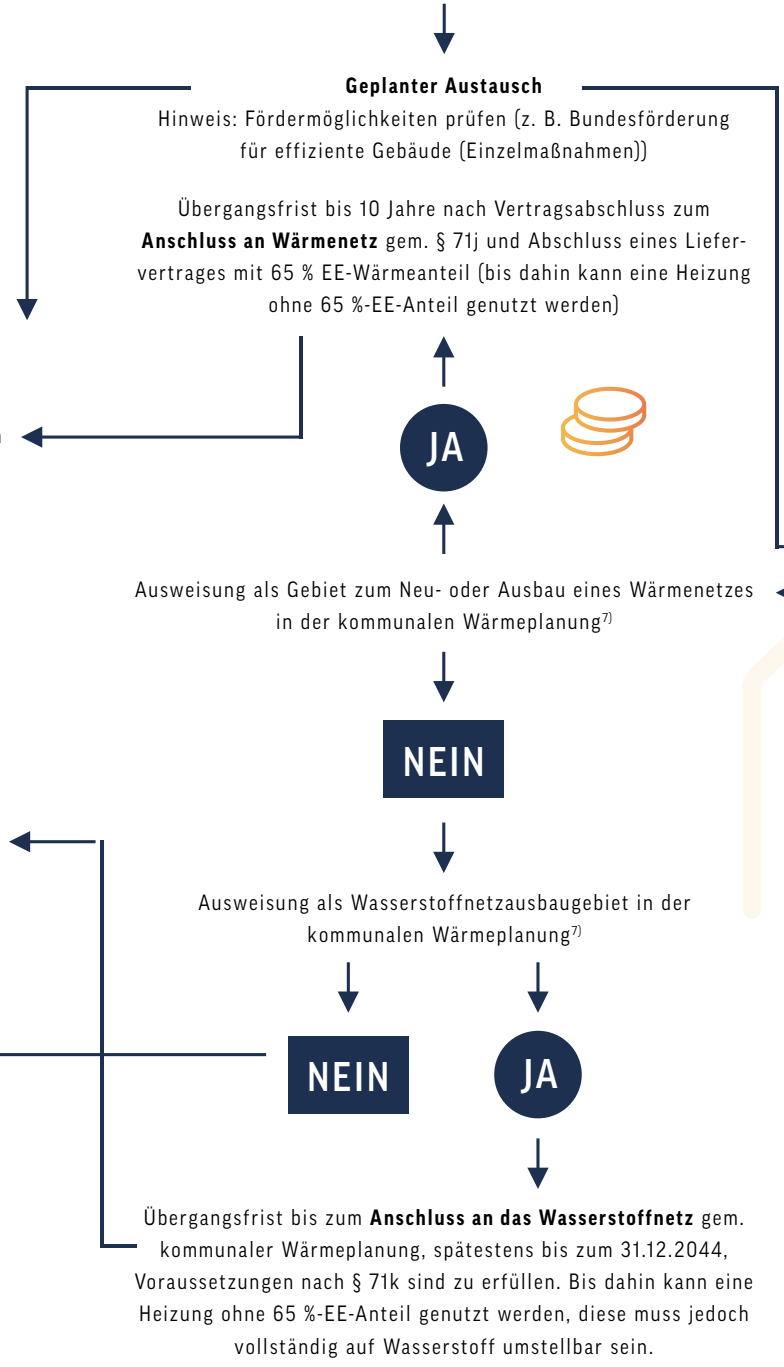 Geplanter Austausch
Hinweis: Fördermöglichkeiten prüfen (z. B. Bundesförderung
für effiziente Gebäude (Einzelmaßnahmen))
Übergangsfrist bis 10 Jahre nach Vertragsabschluss zum
Anschluss an Wärmenetz gem. § 71j und Abschluss eines Liefer-
vertrages mit 65 % EE-Wärmeanteil (bis dahin kann eine Heizung
ohne 65 %-EE-Anteil genutzt werden)
JA
Ausweisung als Gebiet zum Neu- oder Ausbau eines Wärmenetzes
in der kommunalen Wärmeplanung⁷⁾
NEIN
Ausweisung als Wasserstoffnetzausbaugebiet in der
kommunalen Wärmeplanung⁷⁾
NEIN
JA
Übergangsfrist bis zum Anschluss an das Wasserstoffnetz gem.
kommunaler Wärmeplanung, spätestens bis zum 31.12.2044,
Voraussetzungen nach § 71k sind zu erfüllen. Bis dahin kann eine
Heizung ohne 65 %-EE-Anteil genutzt werden, diese muss jedoch
vollständig auf Wasserstoff umstellbar sein.